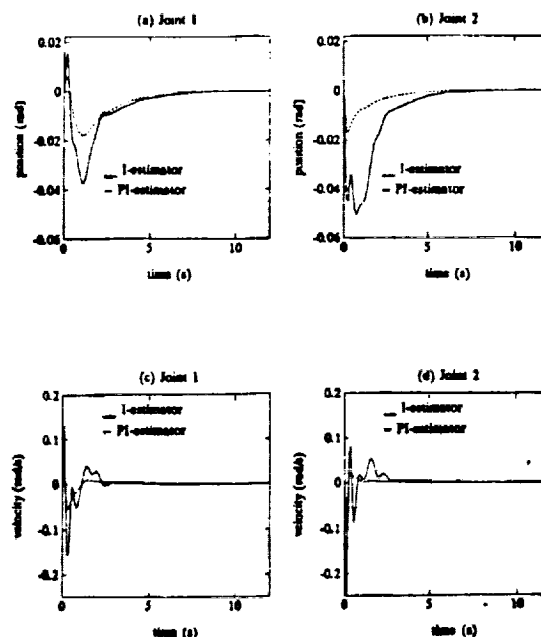 (a) Joint 1
0.02
0
-0.02
-0.04
-0.06
position (rad)
I-estimator
PI-estimator
0 5 10
time (s)
(b) Joint 2
0.02
0
-0.02
-0.04
-0.06
position (rad)
I-estimator
PI-estimator
0 5 10
time (s)
(c) Joint 1
0.2
0.1
0
-0.1
-0.2
velocity (rad/s)
I-estimator
PI-estimator
0 5 10
time (s)
(d) Joint 2
0.2
0.1
0
-0.1
-0.2
velocity (rad/s)
I-estimator
PI-estimator
0 5 10
time (s)